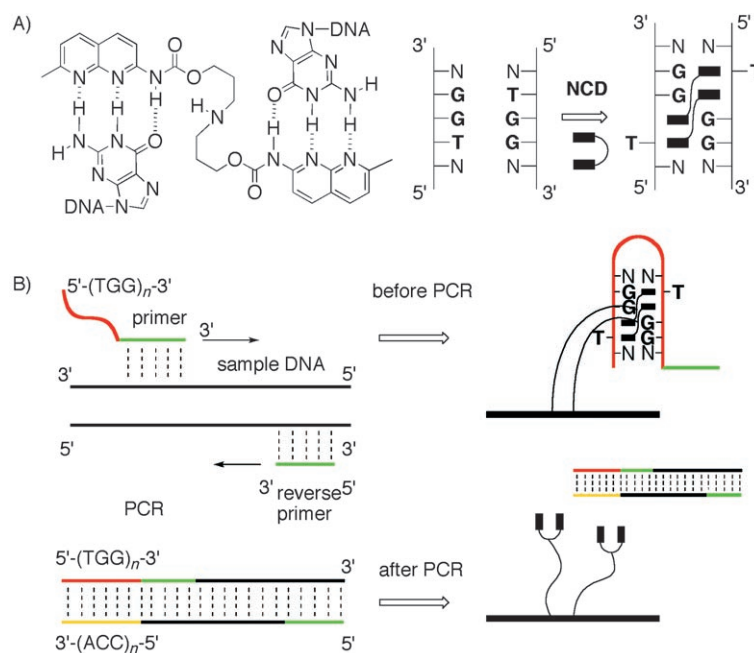 A)
N
N
N
H
O
O
H
N
H
H
H
H
N
N
O
H
N
N
DNA
N
N
N
DNA
N
O
N
N
N
H
H
H
H
H
O
O
N
N
N
3'
5'
N
N
G
T
G
G
T
G
N
N
5'
3'
NCD
3'
5'
N
N
G
T
G
G
T
G
N
N
5'
3'
B)
5'-(TGG)n-3'
primer
3'
sample DNA
3'
5'
5'
3'
3'
reverse
primer
5'
PCR
5'-(TGG)n-3'
3'
3'-(ACC)n-5'
5'
before PCR
N
N
G
T
G
G
T
G
N
N
after PCR